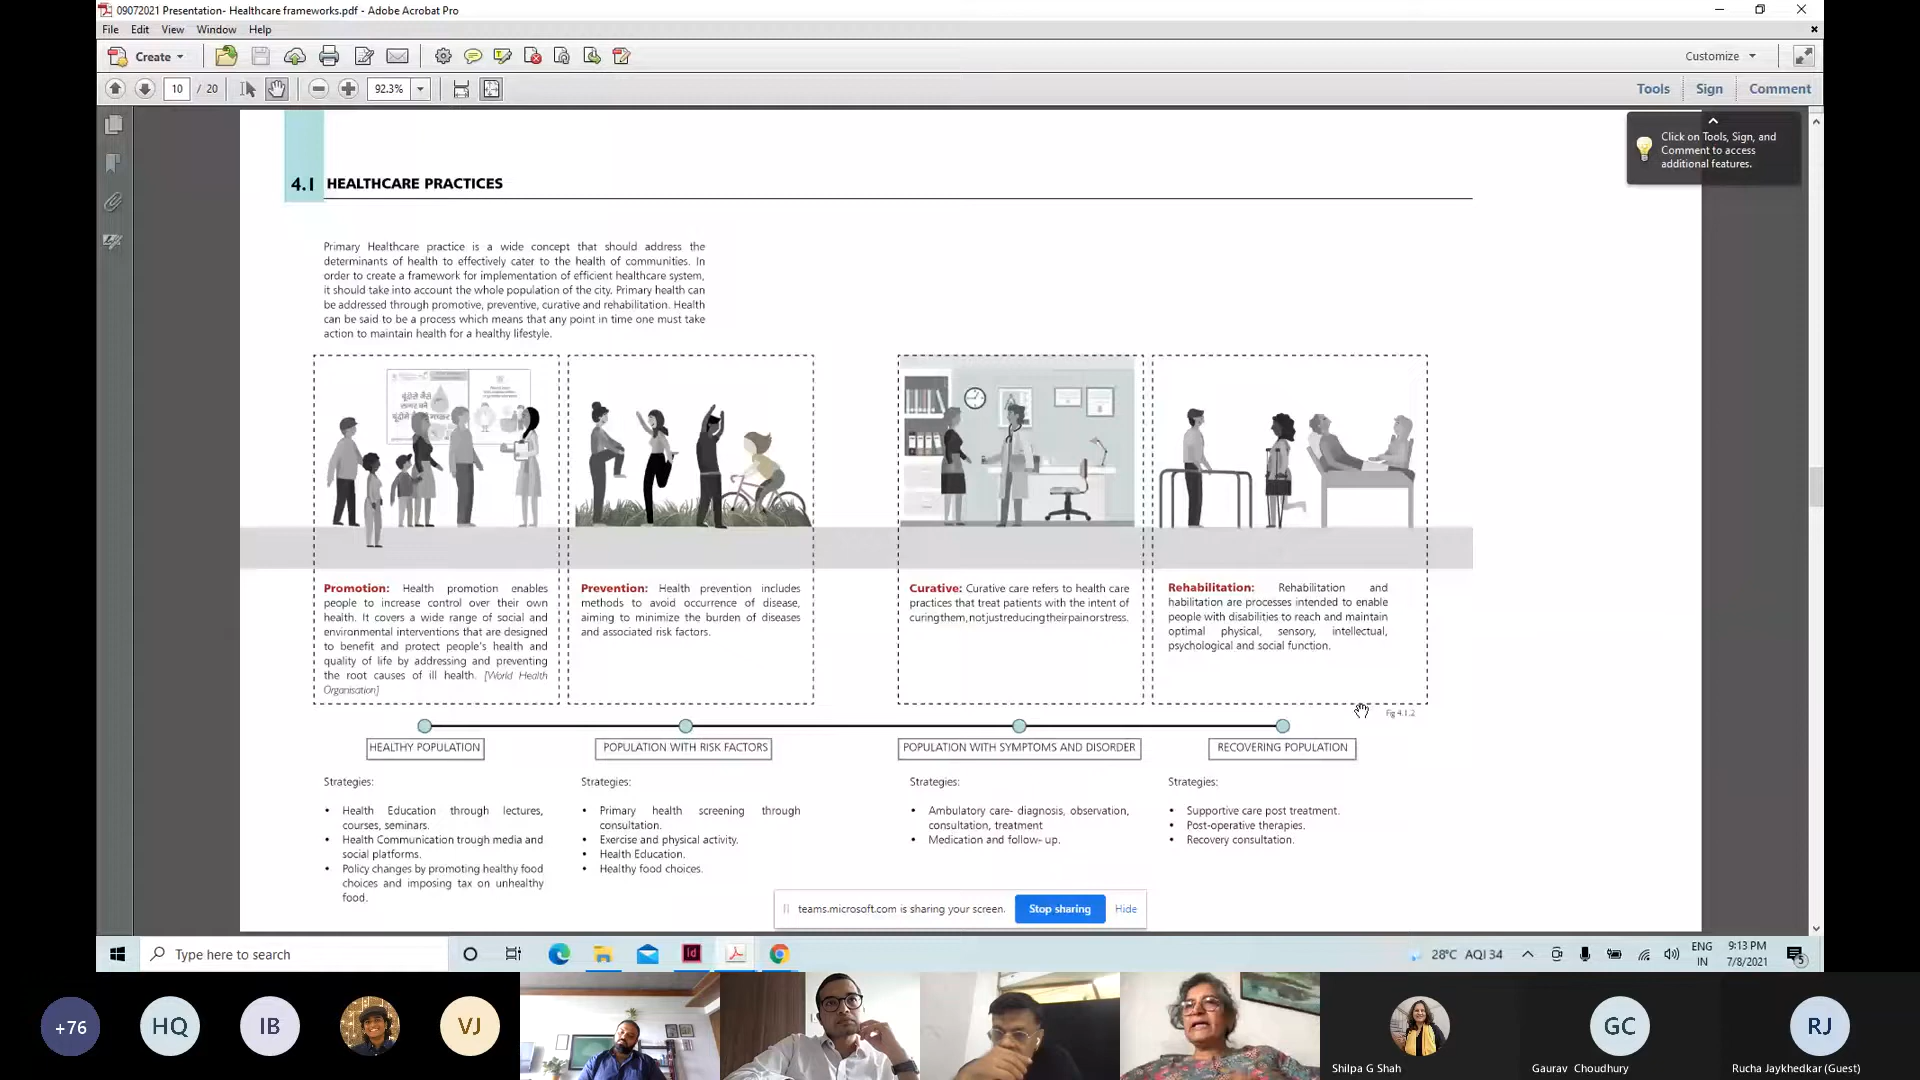 09072021 Presentation- Healthcare frameworks.pdf - Adobe Acrobat Pro
File Edit View Window Help
Create
Customize
10 / 20
92.3%
Tools Sign Comment
Click on Tools, Sign, and
Comment to access
additional features.
4.1 HEALTHCARE PRACTICES
Primary Healthcare practice is a wide concept that should address the
determinants of health to effectively cater to the health of communities. In
order to create a framework for implementation of efficient healthcare system,
it should take into account the whole population of the city. Primary health can
be addressed through promotive, preventive, curative and rehabilitation. Health
can be said to be a process which means that any point in time one must take
action to maintain health for a healthy lifestyle.
Promotion: Health promotion enables
people to increase control over their own
health. It covers a wide range of social and
environmental interventions that are designed
to benefit and protect people's health and
quality of life by addressing and preventing
the root causes of ill health. [World Health
Organisation]
Prevention: Health prevention includes
methods to avoid occurrence of disease,
aiming to minimize the burden of diseases
and associated risk factors.
Curative: Curative care refers to health care
practices that treat patients with the intent of
curing them, not just reducing their pain or stress.
Rehabilitation: Rehabilitation and
habilitation are processes intended to enable
people with disabilities to reach and maintain
optimal physical, sensory, intellectual,
psychological and social function.
Fig 4.1.2
HEALTHY POPULATION
POPULATION WITH RISK FACTORS
POPULATION WITH SYMPTOMS AND DISORDER
RECOVERING POPULATION
Strategies:
• Health Education through lectures,
courses, seminars.
• Health Communication trough media and
social platforms.
• Policy changes by promoting healthy food
choices and imposing tax on unhealthy
food.
Strategies:
• Primary health screening through
consultation.
• Exercise and physical activity.
• Health Education.
• Healthy food choices.
Strategies:
• Ambulatory care- diagnosis, observation,
consultation, treatment
• Medication and follow- up.
Strategies:
• Supportive care post treatment.
• Post-operative therapies.
• Recovery consultation.
teams.microsoft.com is sharing your screen. Stop sharing Hide
Type here to search
Id
28°C AQI 34
ENG
IN
9:13 PM
7/8/2021
5
+76
HQ
IB
VJ
Shilpa G Shah
GC
Gaurav Choudhury
RJ
Rucha Jaykhedkar (Guest)